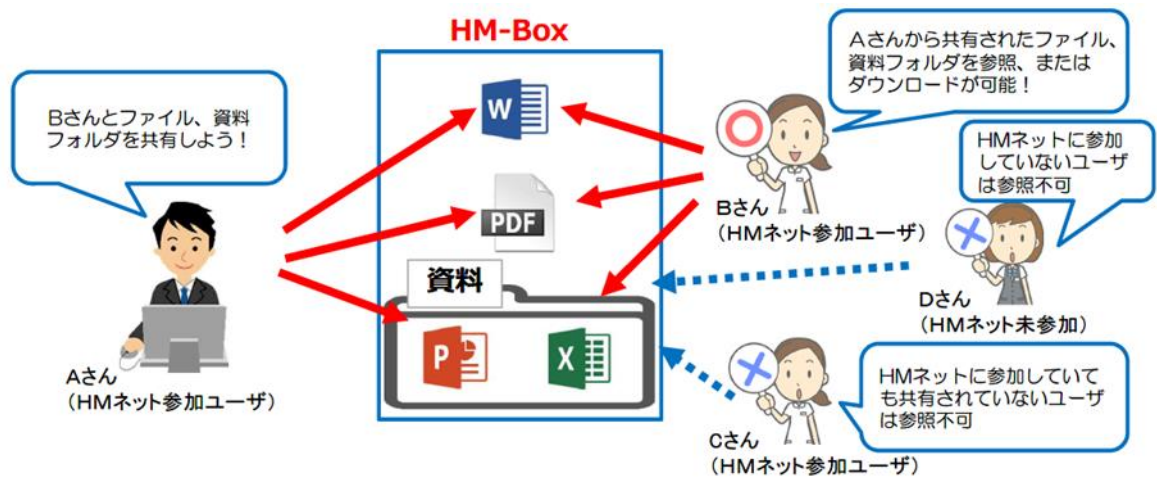 HM-Box
Bさんとファイル、資料
フォルダを共有しよう！
Aさん
（HMネット参加ユーザ）
W
PDF
資料
P
X
Aさんから共有されたファイル、
資料フォルダを参照、または
ダウンロードが可能！
Bさん
（HMネット参加ユーザ）
HMネットに参加
していないユーザ
は参照不可
Dさん
（HMネット未参加）
HMネットに参加していて
も共有されていないユーザ
は参照不可
Cさん
（HMネット参加ユーザ）